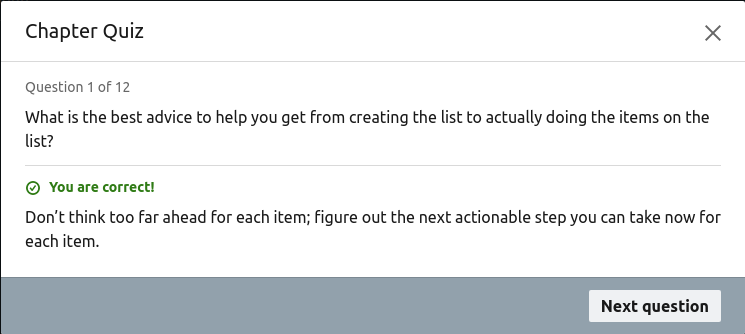 Chapter Quiz
Question 1 of 12
What is the best advice to help you get from creating the list to actually doing the items on the
list?
You are correct!
Don’t think too far ahead for each item; figure out the next actionable step you can take now for
each item.
Next question